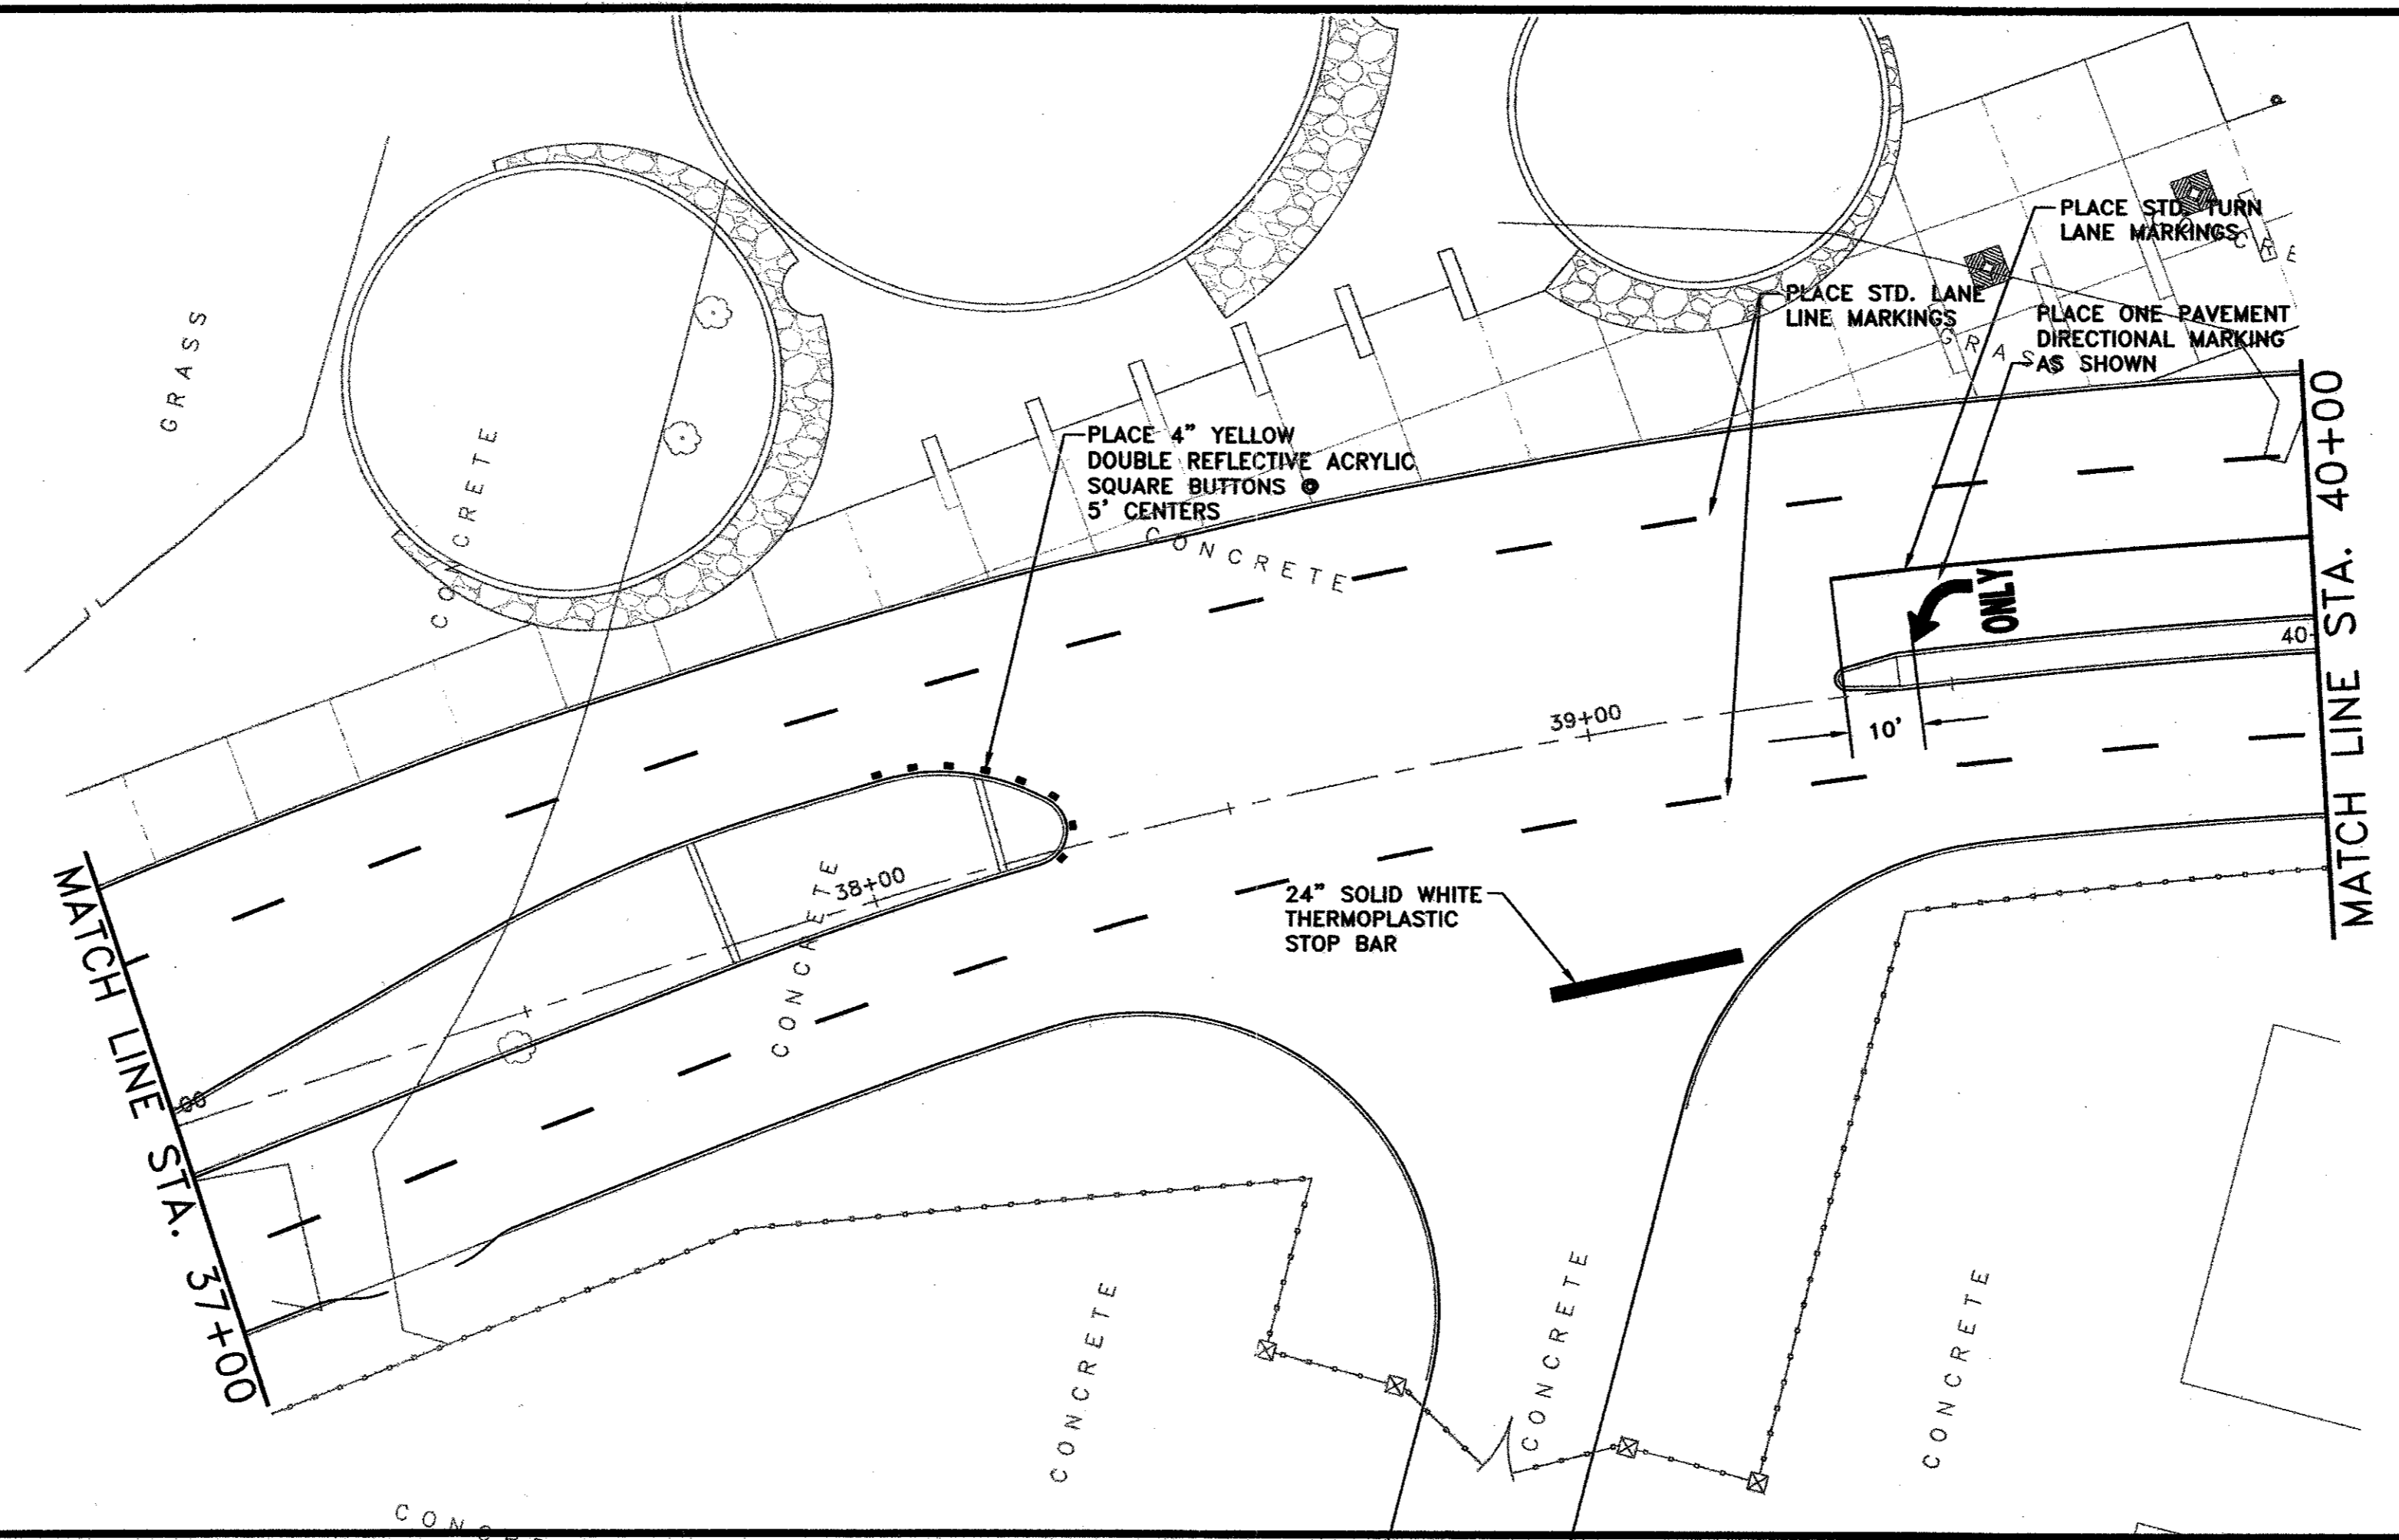 PLACE STD. TURN
LANE MARKINGS
C R E
PLACE STD. LANE
LINE MARKINGS
PLACE ONE PAVEMENT
DIRECTIONAL MARKING
AS SHOWN
GRASS
GRASS
CONCRETE
PLACE 4" YELLOW
DOUBLE REFLECTIVE ACRYLIC
SQUARE BUTTONS @
5' CENTERS
CONCRETE
ONLY
40
MATCH LINE STA. 40+00
39+00
10'
38+00
CONCRETE
24" SOLID WHITE
THERMOPLASTIC
STOP BAR
00
MATCH LINE STA. 37+00
CONCRETE
CONCRETE
CONCRETE